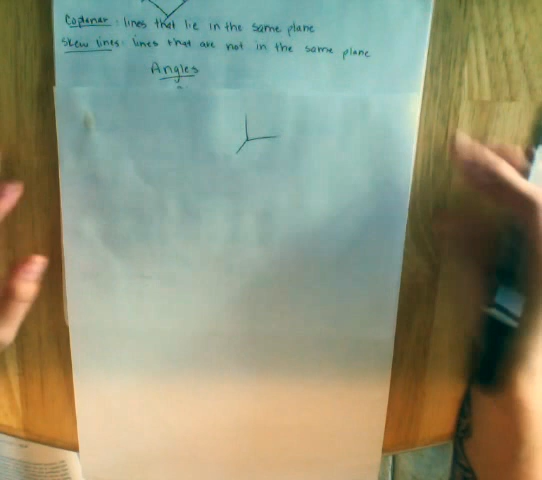 Coplanar: lines that lie in the same plane
Skew lines: lines that are not in the same plane
Angles